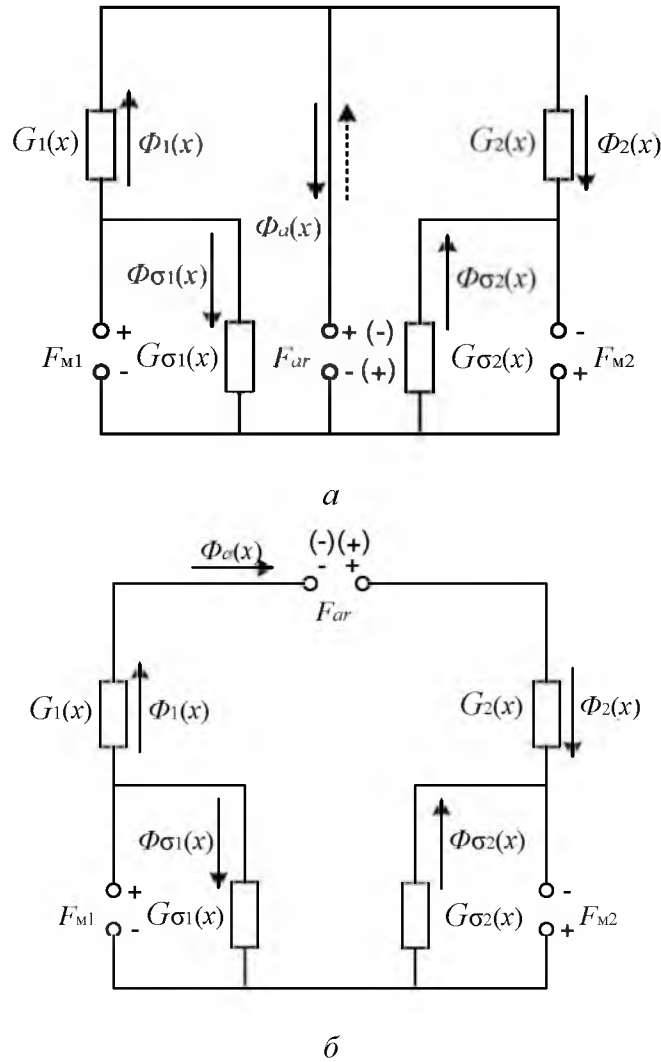 G1(x) Φ1(x) G2(x) Φ2(x)
Φa(x)
Φσ1(x) Φσ2(x)
+ + (-) -
Fм1 Gσ1(x) Far Gσ2(x) Fм2
- - (+) +
а
Φσ(x) (-)(+)
- +
Far
G1(x) Φ1(x) G2(x) Φ2(x)
Φσ1(x) Φσ2(x)
+ -
Fм1 Gσ1(x) Gσ2(x) Fм2
- +
б